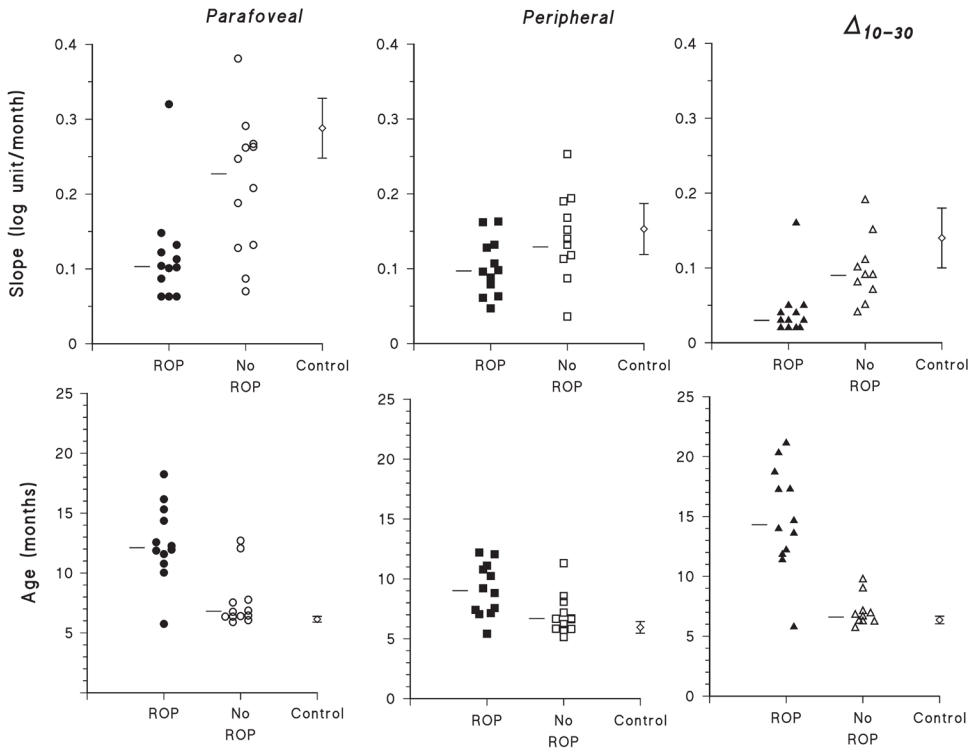 Parafoveal
Peripheral
Δ10−30
Slope (log unit/month)
0.4
0.3
0.2
0.1
0
ROP
No
ROP
Control
0.4
0.3
0.2
0.1
0
ROP
No
ROP
Control
0.4
0.3
0.2
0.1
0
ROP
No
ROP
Control
Age (months)
25
20
15
10
5
ROP
No
ROP
Control
25
20
15
10
5
0
ROP
No
ROP
Control
25
20
15
10
5
0
ROP
No
ROP
Control